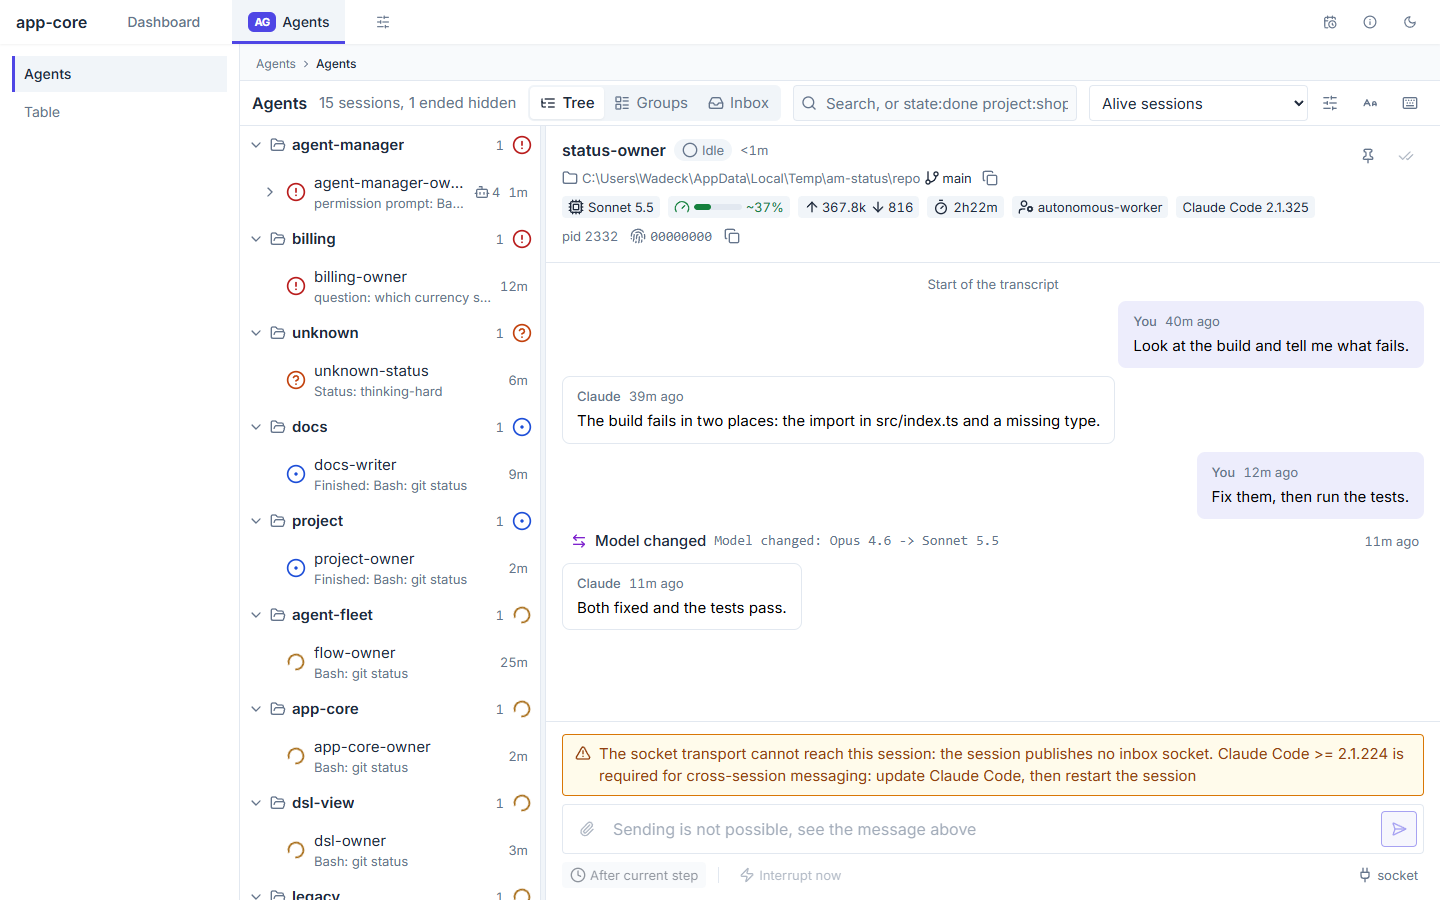 app-core
Dashboard
AG Agents
Agents
Table
Agents > Agents
Agents 15 sessions, 1 ended hidden
Tree
Groups
Inbox
Search, or state:done project:shop
Alive sessions
agent-manager 1
agent-manager-ow... 4 1m
permission prompt: Ba...
billing 1
billing-owner 12m
question: which currency s...
unknown 1
unknown-status 6m
Status: thinking-hard
docs 1
docs-writer 9m
Finished: Bash: git status
project 1
project-owner 2m
Finished: Bash: git status
agent-fleet 1
flow-owner 25m
Bash: git status
app-core 1
app-core-owner 2m
Bash: git status
dsl-view 1
dsl-owner 3m
Bash: git status
legacy 1
status-owner Idle <1m
C:\Users\Wadeck\AppData\Local\Temp\am-status\repo main
Sonnet 5.5 ~37% 367.8k 816 2h22m autonomous-worker Claude Code 2.1.325
pid 2332 00000000
Start of the transcript
You 40m ago
Look at the build and tell me what fails.
Claude 39m ago
The build fails in two places: the import in src/index.ts and a missing type.
You 12m ago
Fix them, then run the tests.
Model changed Model changed: Opus 4.6 -> Sonnet 5.5 11m ago
Claude 11m ago
Both fixed and the tests pass.
The socket transport cannot reach this session: the session publishes no inbox socket. Claude Code >= 2.1.224 is
required for cross-session messaging: update Claude Code, then restart the session
Sending is not possible, see the message above
After current step
Interrupt now
socket